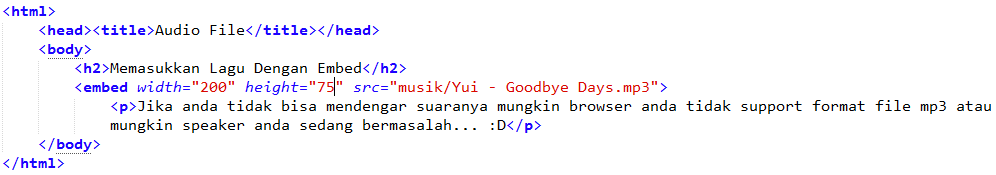 <html>
<head><title>Audio File</title></head>
<body>
<h2>Memasukkan Lagu Dengan Embed</h2>
<embed width="200" height="75" src="musik/Yui - Goodbye Days.mp3">
<p>Jika anda tidak bisa mendengar suaranya mungkin browser anda tidak support format file mp3 atau
mungkin speaker anda sedang bermasalah... :D</p>
</body>
</html>